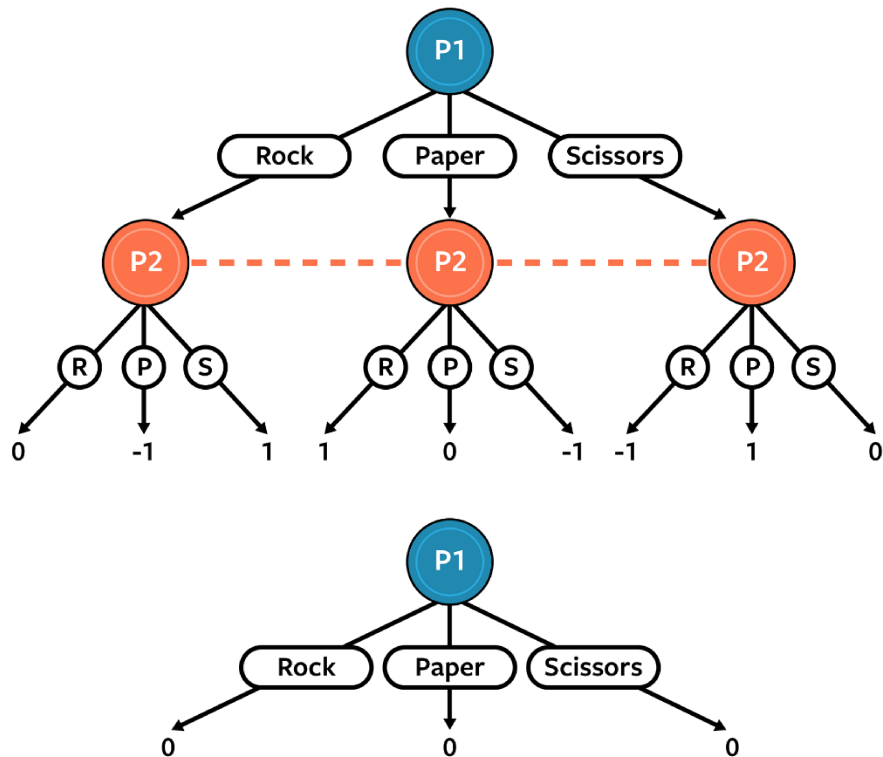 P1
Rock Paper Scissors
P2 P2 P2
R P S R P S R P S
0 -1 1 1 0 -1 -1 1 0
P1
Rock Paper Scissors
0 0 0